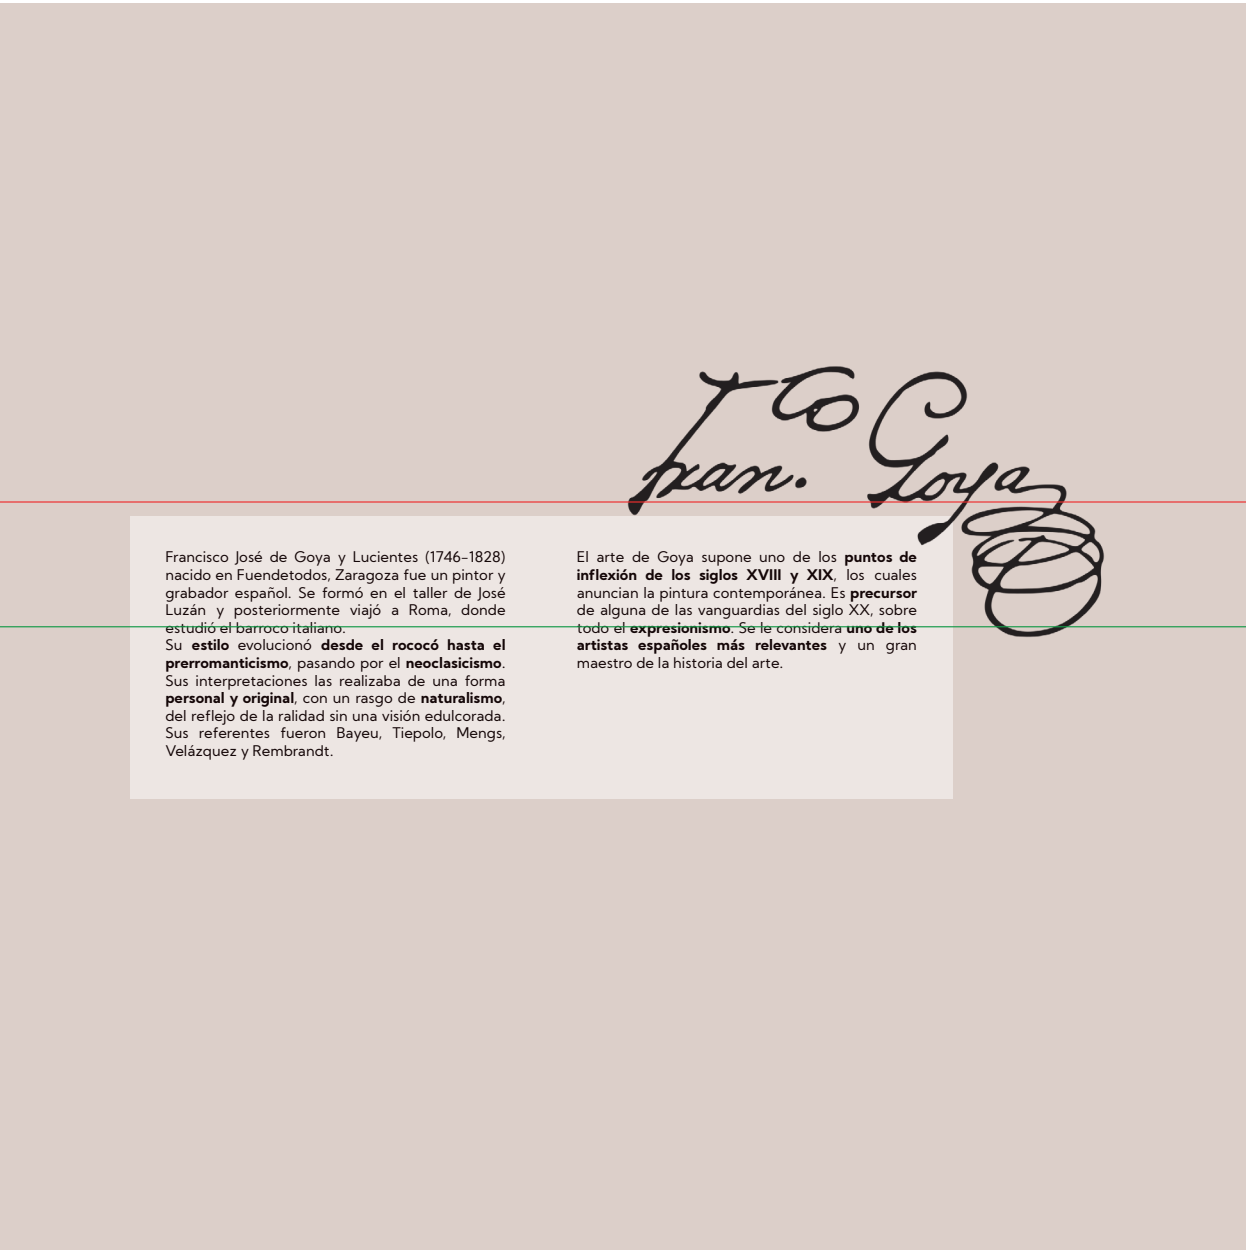 Fran.co Goya
Francisco José de Goya y Lucientes (1746-1828)
nacido en Fuendetodos, Zaragoza fue un pintor y
grabador español. Se formó en el taller de José
Luzán y posteriormente viajó a Roma, donde
estudió el barroco italiano.
Su estilo evolucionó desde el rococó hasta el
prerromanticismo, pasando por el neoclasicismo.
Sus interpretaciones las realizaba de una forma
personal y original, con un rasgo de naturalismo,
del reflejo de la ralidad sin una visión edulcorada.
Sus referentes fueron Bayeu, Tiepolo, Mengs,
Velázquez y Rembrandt.
El arte de Goya supone uno de los puntos de
inflexión de los siglos XVIII y XIX, los cuales
anuncian la pintura contemporánea. Es precursor
de alguna de las vanguardias del siglo XX, sobre
todo el expresionismo. Se le considera uno de los
artistas españoles más relevantes y un gran
maestro de la historia del arte.